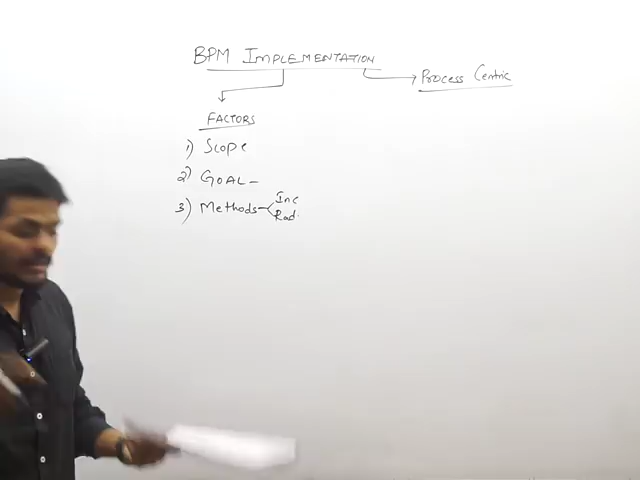 BPM IMPLEMENTATION
Process Centric
FACTORS
1) Scope
2) GOAL -
3) Methods
Inc
Rad.